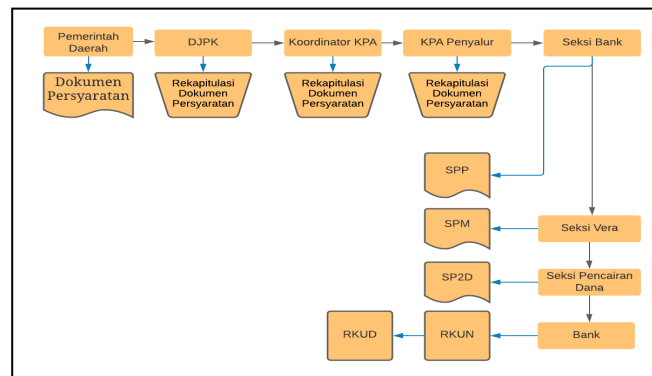 Pemerintah
Daerah
DJPK
Koordinator KPA
KPA Penyalur
Seksi Bank
Dokumen
Persyaratan
Rekapitulasi
Dokumen
Persyaratan
Rekapitulasi
Dokumen
Persyaratan
Rekapitulasi
Dokumen
Persyaratan
SPP
SPM
Seksi Vera
SP2D
Seksi Pencairan
Dana
RKUD
RKUN
Bank